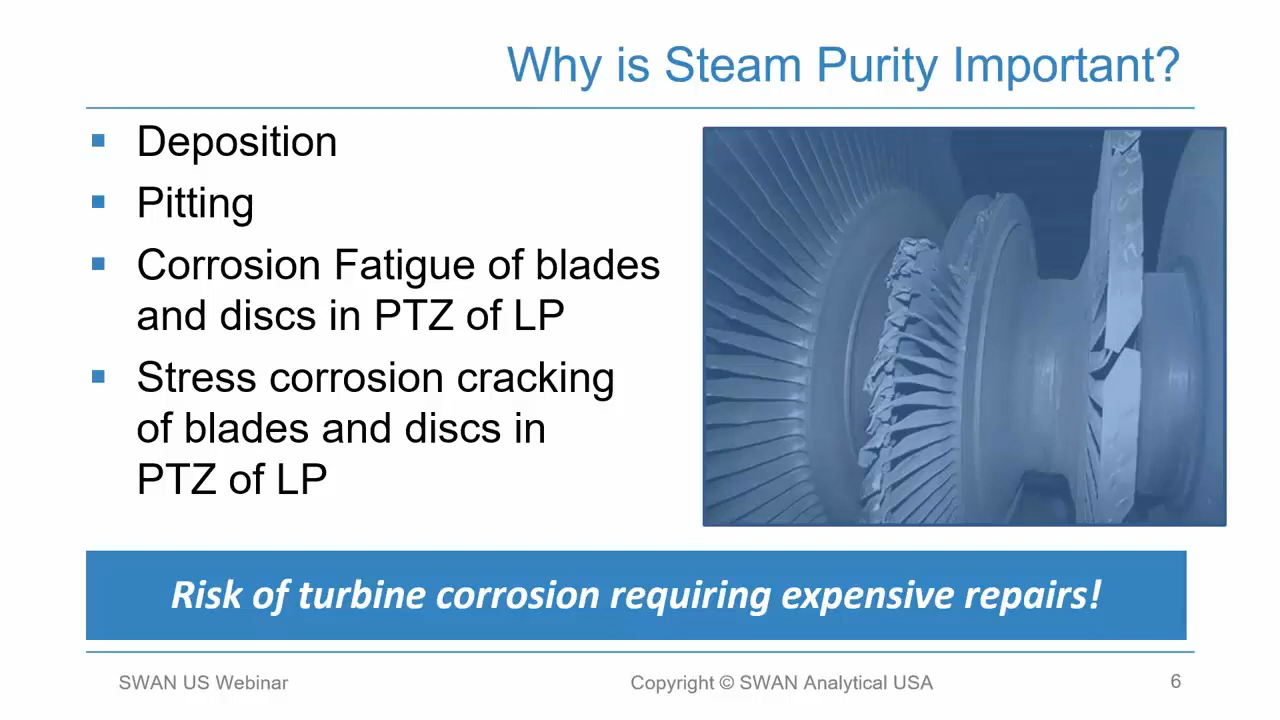 Why is Steam Purity Important?
▪ Deposition
▪ Pitting
▪ Corrosion Fatigue of blades
and discs in PTZ of LP
▪ Stress corrosion cracking
of blades and discs in
PTZ of LP
Risk of turbine corrosion requiring expensive repairs!
SWAN US Webinar
Copyright © SWAN Analytical USA
6